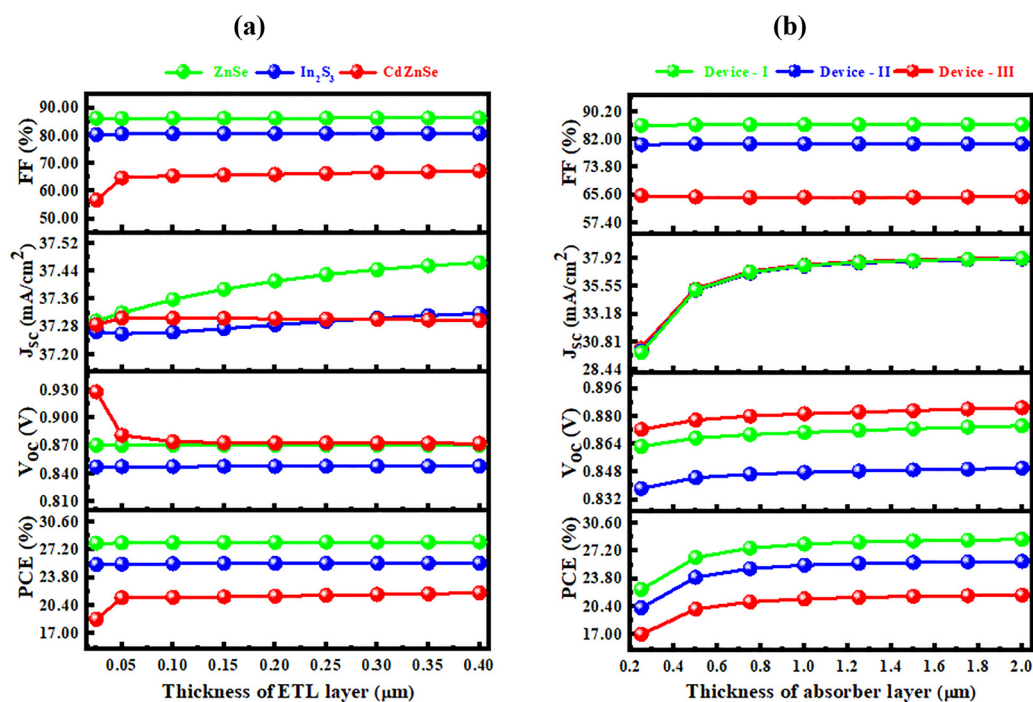 (a)
ZnSe In₂S₃ CdZnSe
90.00
80.00
70.00
60.00
50.00
FF (%)
37.52
37.44
37.36
37.28
37.20
J_SC (mA/cm²)
0.930
0.900
0.870
0.840
0.810
V_OC (V)
30.60
27.20
23.80
20.40
17.00
PCE (%)
0.05 0.10 0.15 0.20 0.25 0.30 0.35 0.40
Thickness of ETL layer (μm)
(b)
Device - I Device - II Device - III
90.20
82.00
73.80
65.60
57.40
FF (%)
37.92
35.55
33.18
30.81
28.44
J_SC (mA/cm²)
0.896
0.880
0.864
0.848
0.832
V_OC (V)
30.60
27.20
23.80
20.40
17.00
PCE (%)
0.2 0.4 0.6 0.8 1.0 1.2 1.4 1.6 1.8 2.0
Thickness of absorber layer (μm)